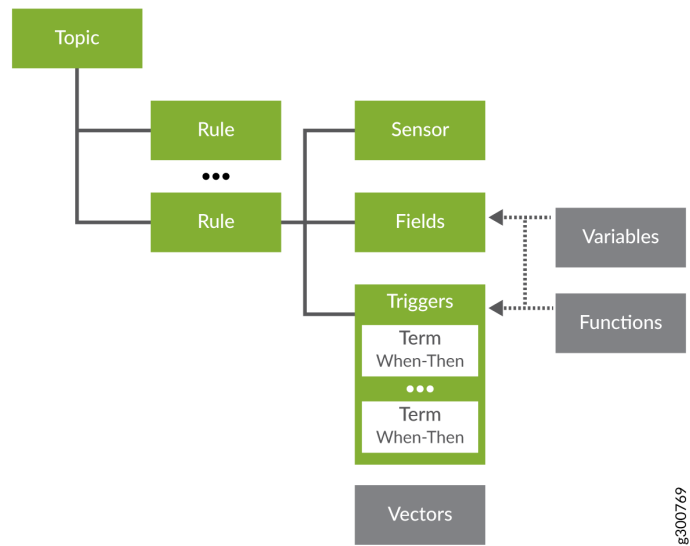 Topic
Rule
•••
Rule
Sensor
Fields
Triggers
Term
When-Then
•••
Term
When-Then
Vectors
Variables
Functions
g300769